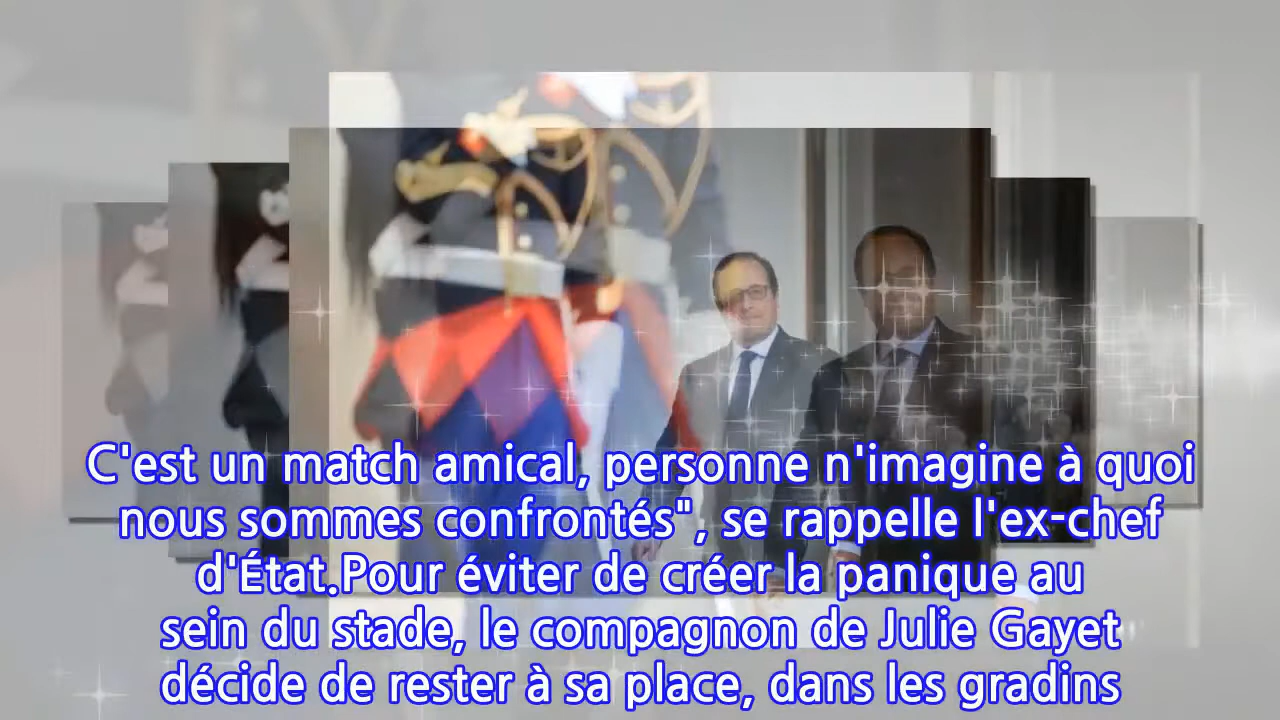 C'est un match amical, personne n'imagine à quoi
nous sommes confrontés", se rappelle l'ex-chef
d'État.Pour éviter de créer la panique au
sein du stade, le compagnon de Julie Gayet
décide de rester à sa place, dans les gradins